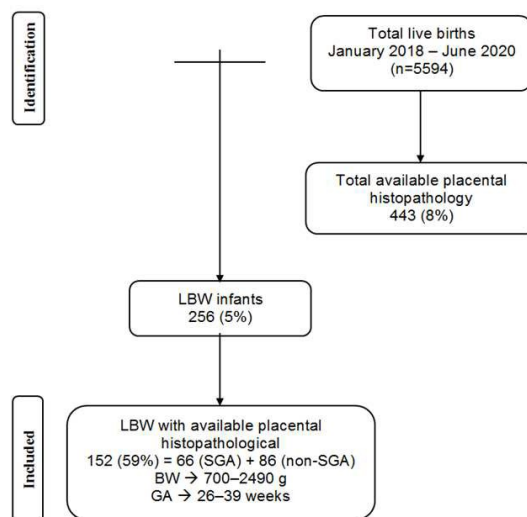 Identification
Total live births
January 2018 – June 2020
(n=5594)
Total available placental
histopathology
443 (8%)
LBW infants
256 (5%)
Included
LBW with available placental
histopathological
152 (59%) = 66 (SGA) + 86 (non-SGA)
BW → 700–2490 g
GA → 26–39 weeks